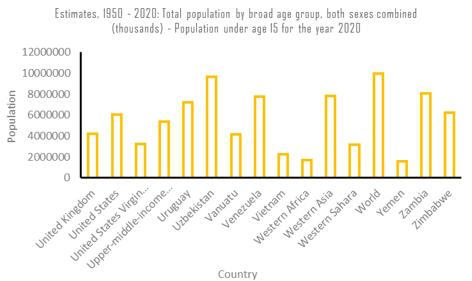 Estimates, 1950 - 2020: Total population by broad age group, both sexes combined
(thousands) - Population under age 15 for the year 2020
Population
12000000
10000000
8000000
6000000
4000000
2000000
0
United Kingdom
United States
United States Virgin...
Upper-middle-income...
Uruguay
Uzbekistan
Vanuatu
Venezuela
Vietnam
Western Africa
Western Asia
Western Sahara
World
Yemen
Zambia
Zimbabwe
Country